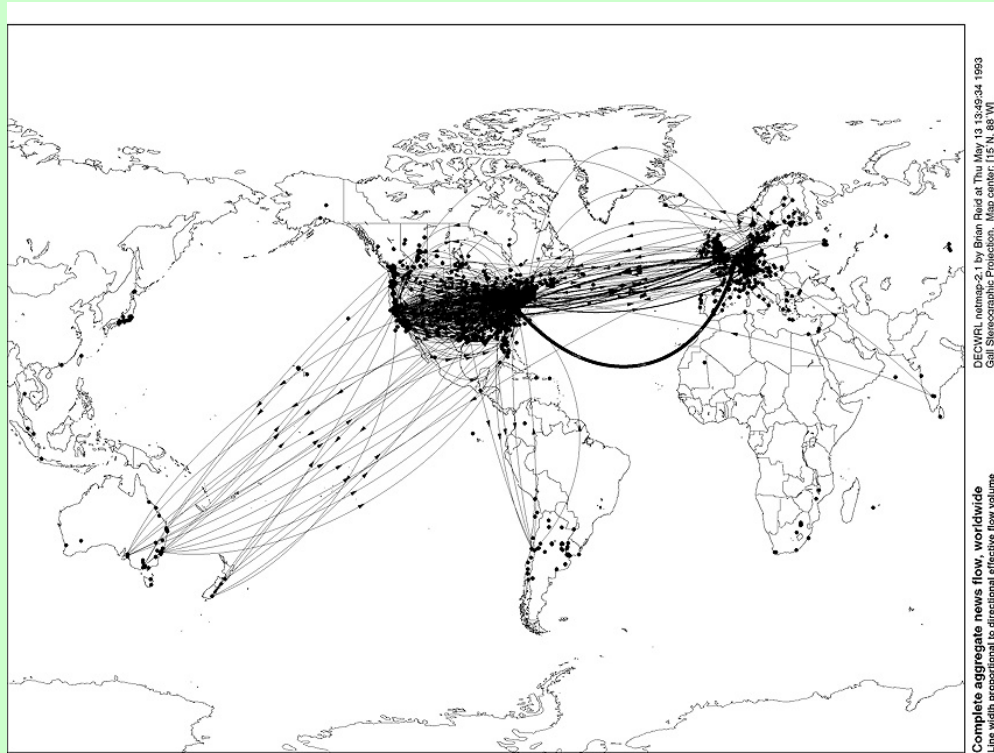 Complete aggregate news flow, worldwide
Line width proportional to directional effective flow volume
DECWRL netmap-2.1 by Brian Reid at Thu May 13 13:49:34 1993
Gall Stereographic Projection, Map center: [15°N, 88°W]